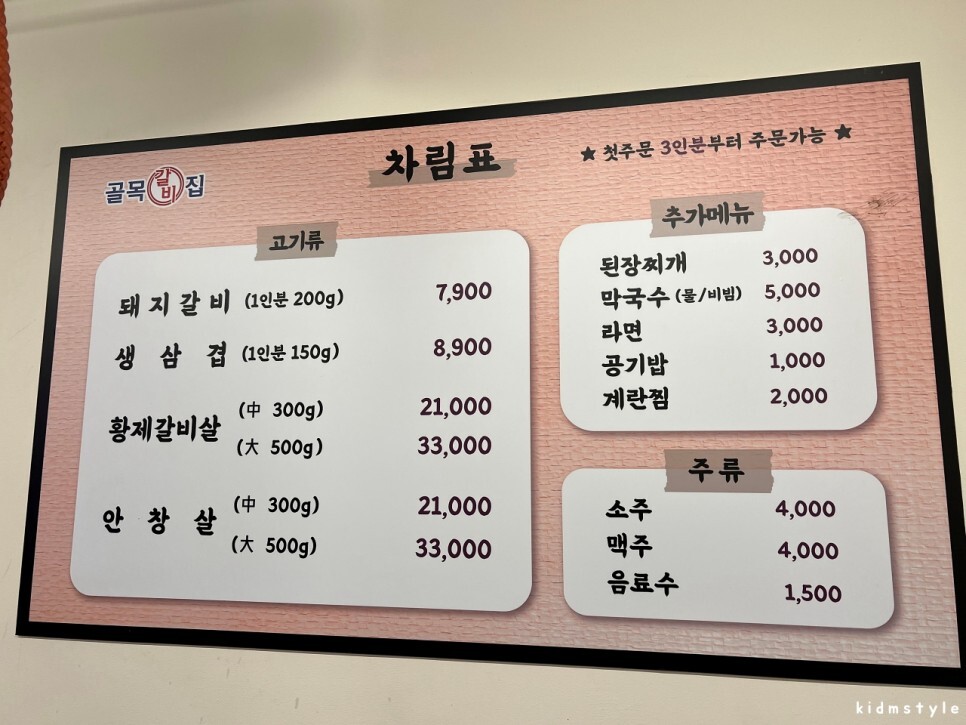 골목갈비집
차림표
★ 첫주문 3인분부터 주문가능 ★
고기류
돼지갈비 (1인분 200g) 7,900
생삼겹 (1인분 150g) 8,900
황제갈비살 (中 300g) 21,000
(大 500g) 33,000
안창살 (中 300g) 21,000
(大 500g) 33,000
추가메뉴
된장찌개 3,000
막국수 (물/비빔) 5,000
라면 3,000
공기밥 1,000
계란찜 2,000
주류
소주 4,000
맥주 4,000
음료수 1,500
kidmstyle